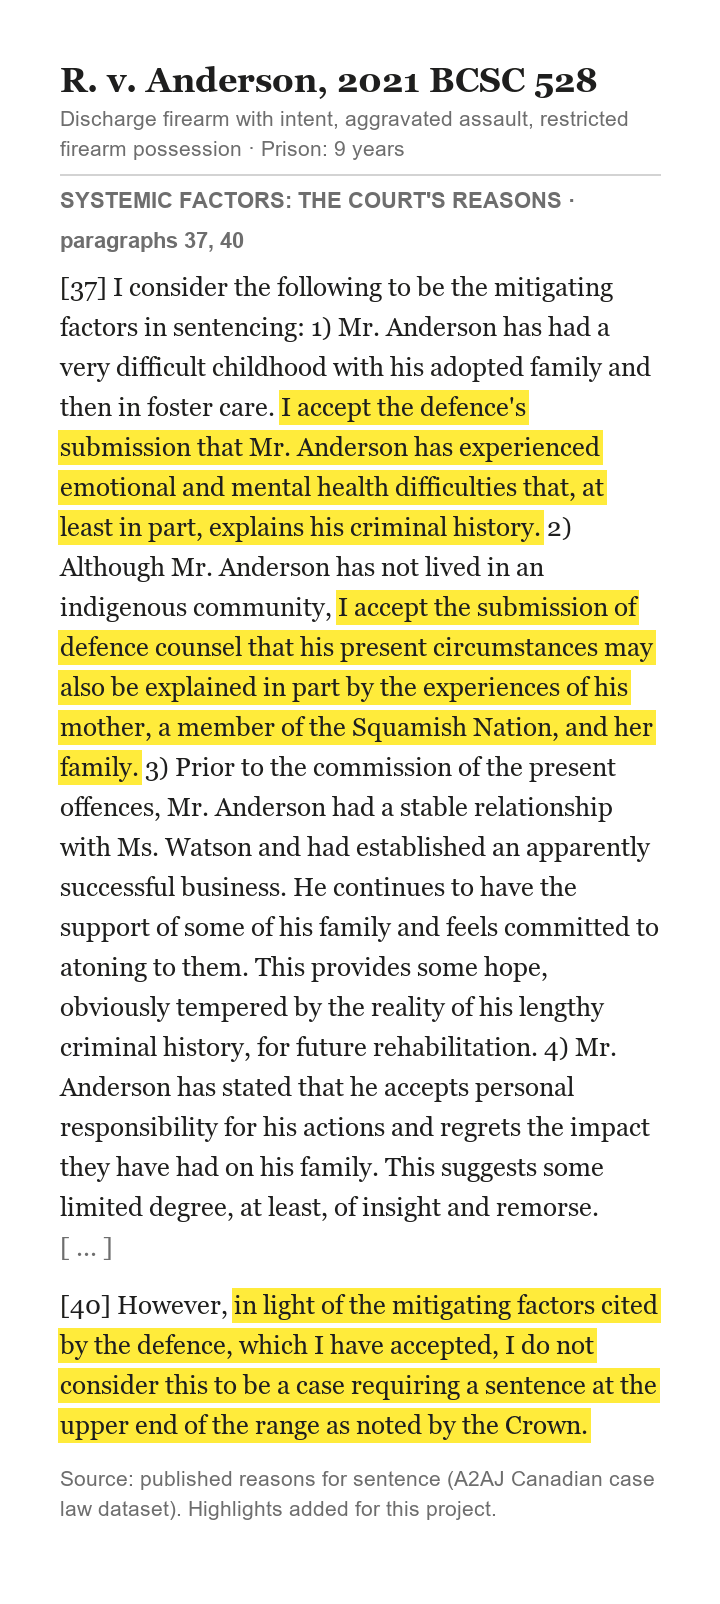 R. v. Anderson, 2021 BCSC 528
Discharge firearm with intent, aggravated assault, restricted
firearm possession · Prison: 9 years
SYSTEMIC FACTORS: THE COURT'S REASONS ·
paragraphs 37, 40
[37] I consider the following to be the mitigating
factors in sentencing: 1) Mr. Anderson has had a
very difficult childhood with his adopted family and
then in foster care. I accept the defence's
submission that Mr. Anderson has experienced
emotional and mental health difficulties that, at
least in part, explains his criminal history. 2)
Although Mr. Anderson has not lived in an
indigenous community, I accept the submission of
defence counsel that his present circumstances may
also be explained in part by the experiences of his
mother, a member of the Squamish Nation, and her
family. 3) Prior to the commission of the present
offences, Mr. Anderson had a stable relationship
with Ms. Watson and had established an apparently
successful business. He continues to have the
support of some of his family and feels committed to
atoning to them. This provides some hope,
obviously tempered by the reality of his lengthy
criminal history, for future rehabilitation. 4) Mr.
Anderson has stated that he accepts personal
responsibility for his actions and regrets the impact
they have had on his family. This suggests some
limited degree, at least, of insight and remorse.
[ ... ]
[40] However, in light of the mitigating factors cited
by the defence, which I have accepted, I do not
consider this to be a case requiring a sentence at the
upper end of the range as noted by the Crown.
Source: published reasons for sentence (A2AJ Canadian case
law dataset). Highlights added for this project.